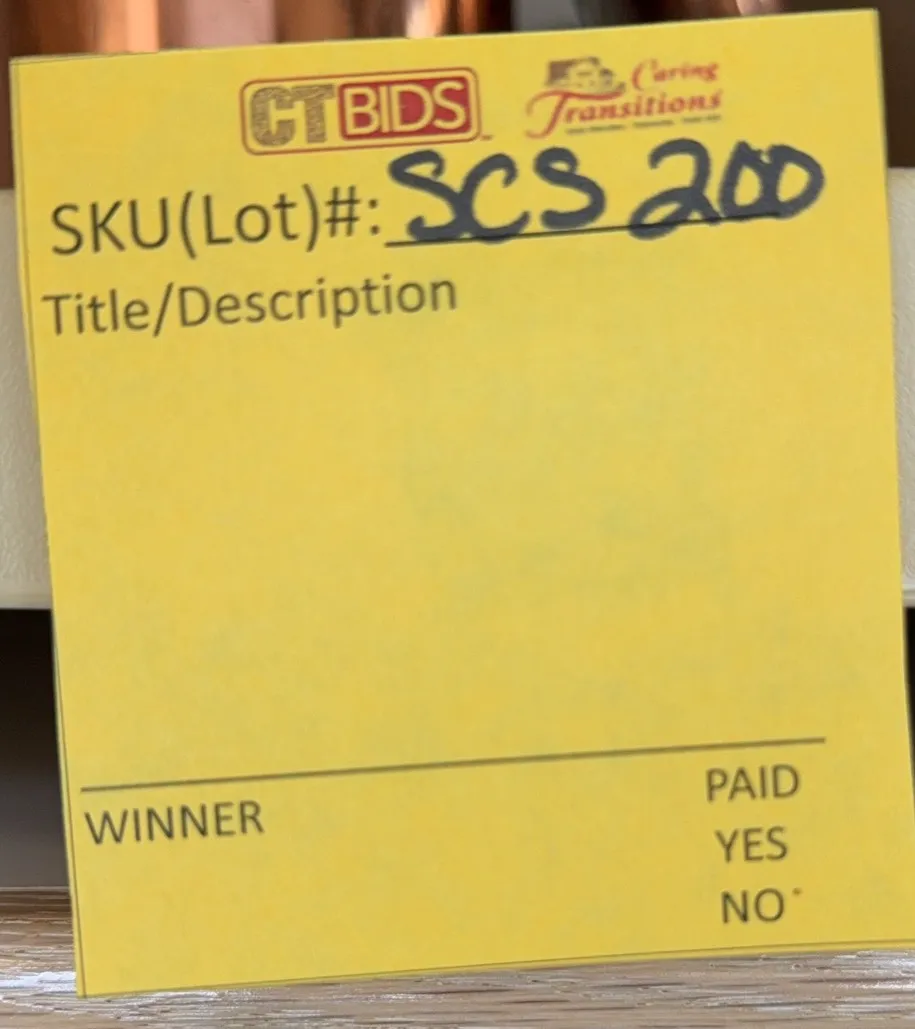 CTBIDS
Caring
Transitions
SKU(Lot)#: SCS 200
Title/Description
WINNER
PAID
YES
NO